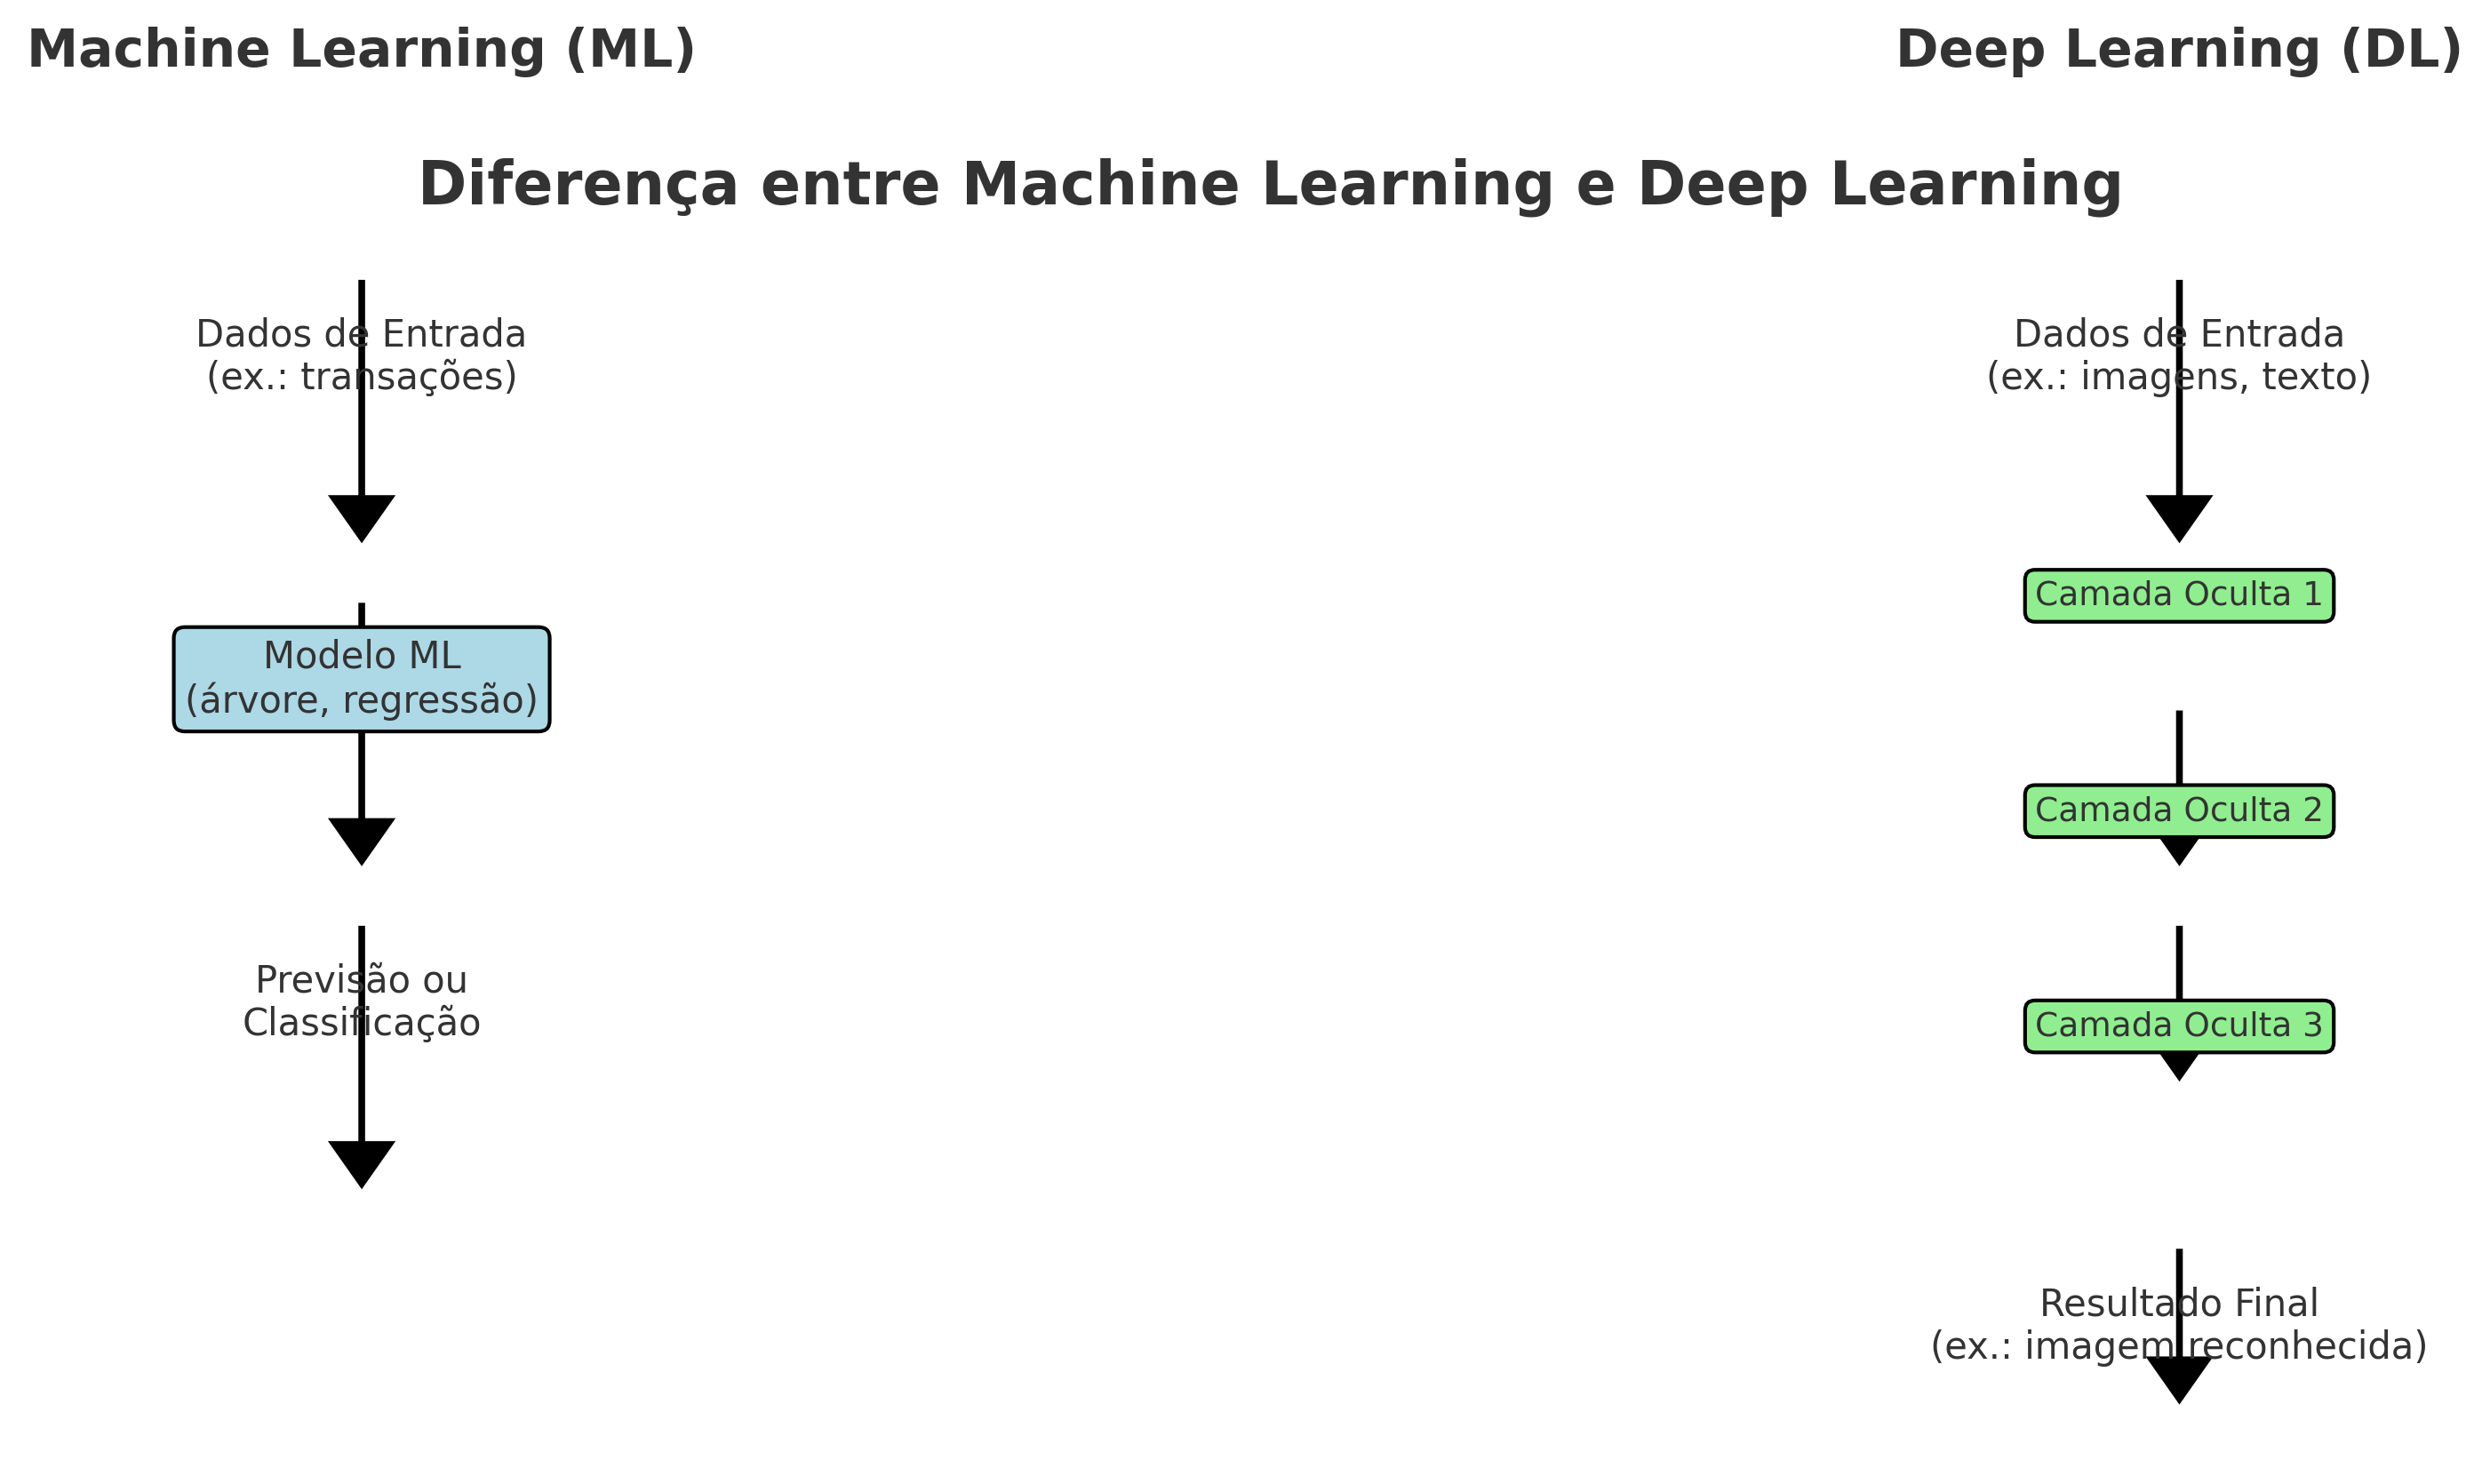 Machine Learning (ML)
Deep Learning (DL)
Diferença entre Machine Learning e Deep Learning
Dados de Entrada
(ex.: transações)
Modelo ML
(árvore, regressão)
Previsão ou
Classificação
Dados de Entrada
(ex.: imagens, texto)
Camada Oculta 1
Camada Oculta 2
Camada Oculta 3
Resultado Final
(ex.: imagem reconhecida)